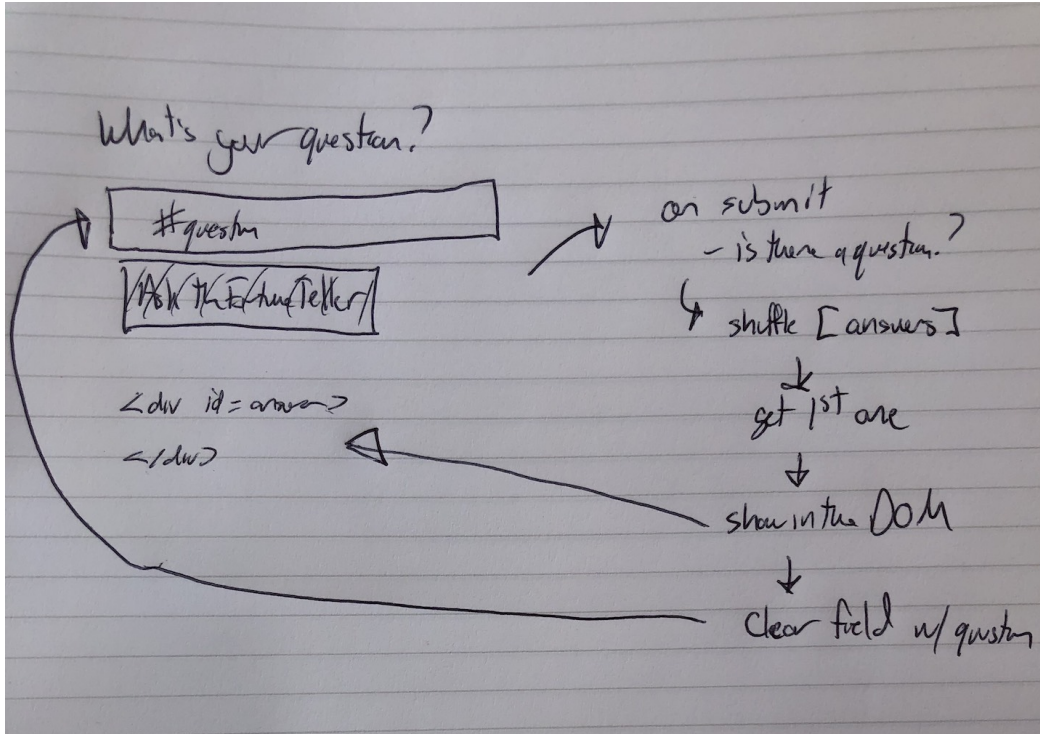 What's your question?
#question
Ask the Fortune Teller
<div id=answer>
</div>
on submit
- is there a question?
shuffle [answers]
get 1st one
show in the DOM
Clear field w/ question